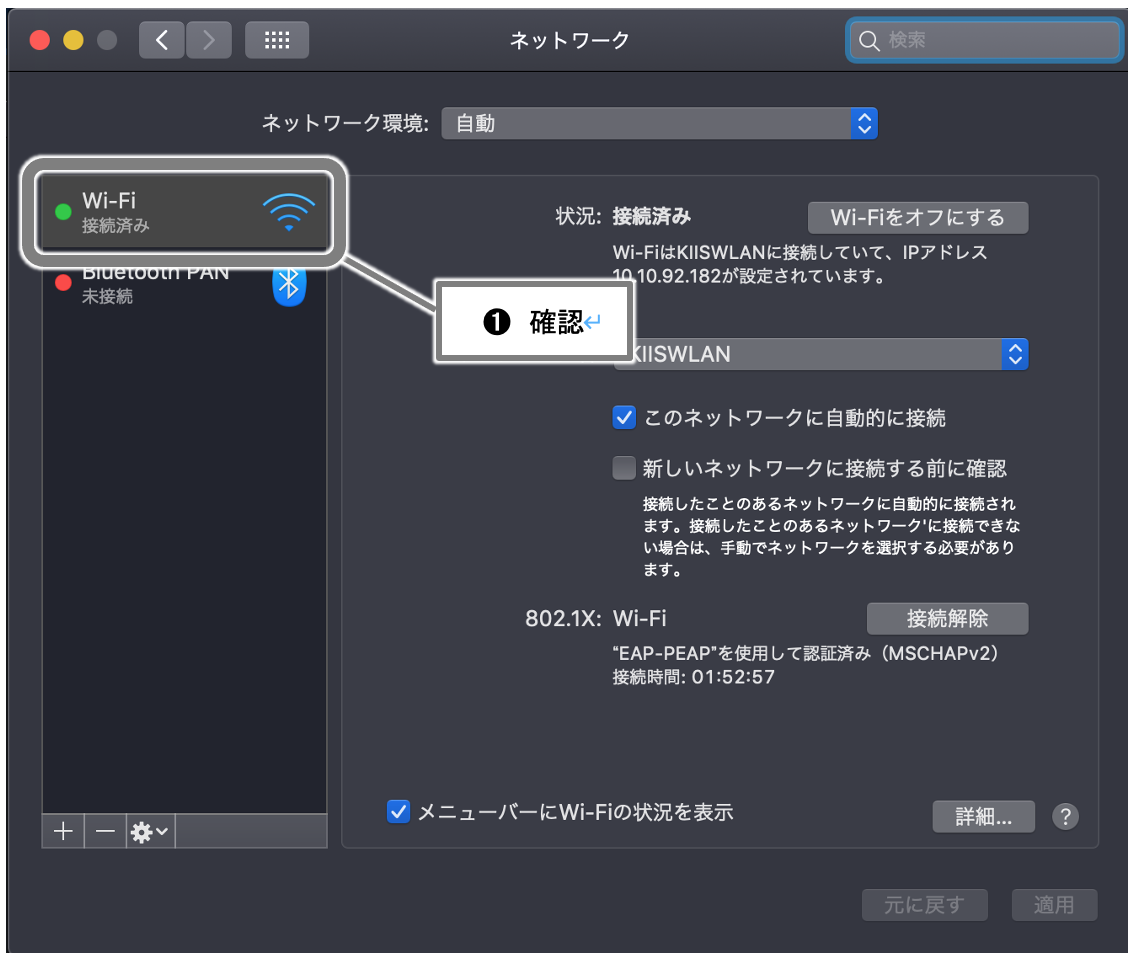 ネットワーク
検索
ネットワーク環境: 自動
Wi-Fi
接続済み
Bluetooth PAN
未接続
❶ 確認↵
状況: 接続済み
Wi-Fiをオフにする
Wi-FiはKIISWLANに接続していて、IPアドレス
10.10.92.182が設定されています。
KIISWLAN
このネットワークに自動的に接続
新しいネットワークに接続する前に確認
接続したことのあるネットワークに自動的に接続され
ます。接続したことのあるネットワーク'に接続できな
い場合は、手動でネットワークを選択する必要があり
ます。
802.1X: Wi-Fi
接続解除
“EAP-PEAP”を使用して認証済み（MSCHAPv2）
接続時間: 01:52:57
メニューバーにWi-Fiの状況を表示
詳細...
?
元に戻す
適用